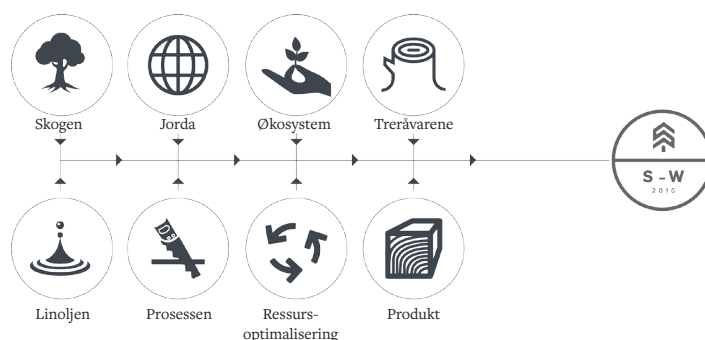 Skogen
Jorda
Økosystem
Treråvarene
S-W
2016
Linoljen
Prosessen
Ressurs-
optimalisering
Produkt